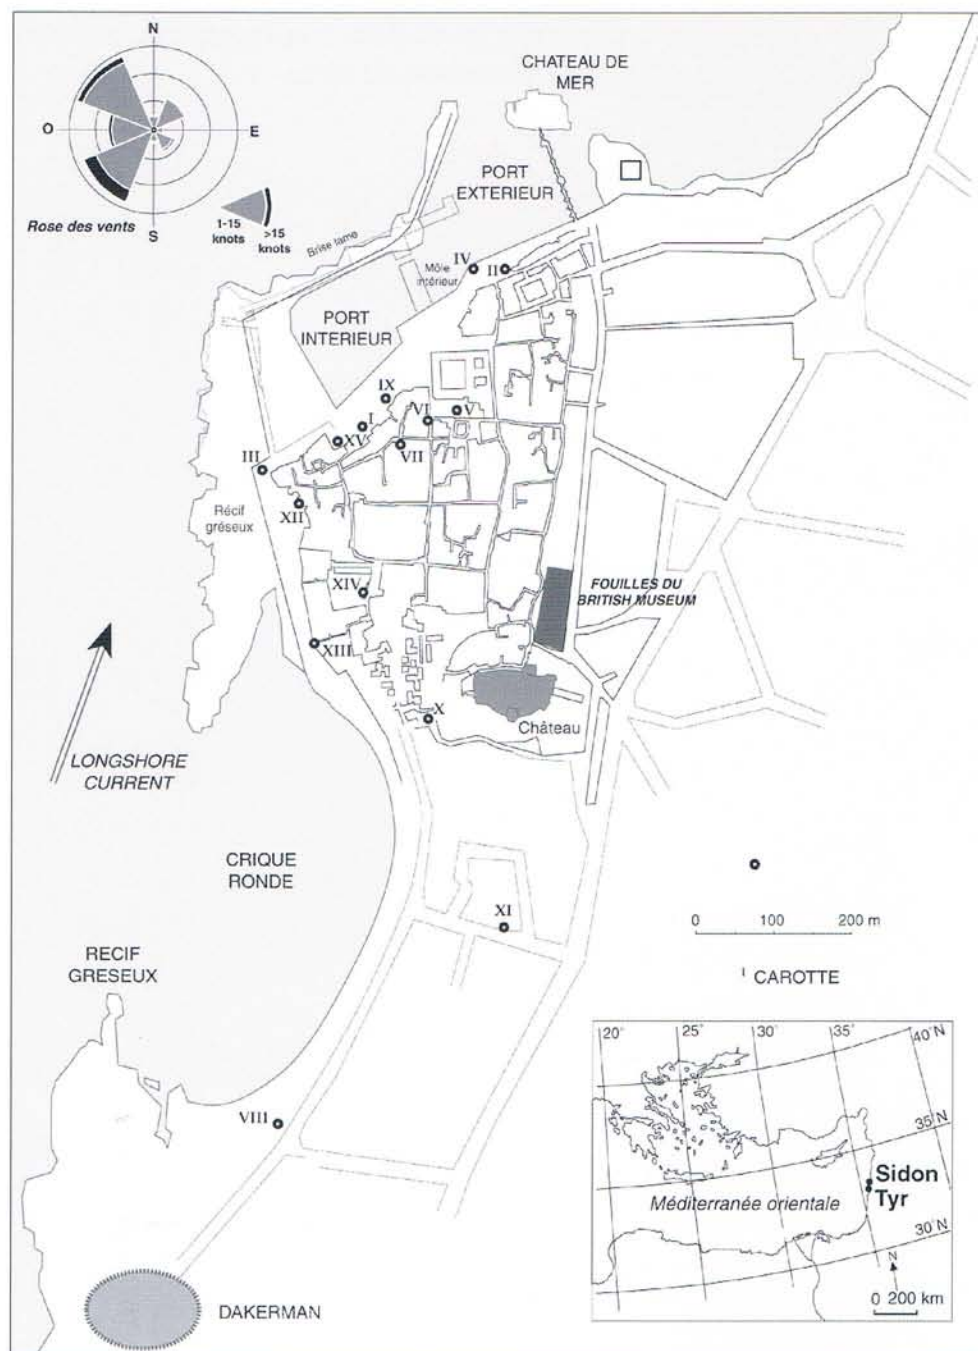 N
CHATEAU DE
MER
O
E
PORT
EXTERIEUR
Rose des vents
S
1-15
knots
>15
knots
Brise lame
IV
II
Môle
intérieur
PORT
INTERIEUR
IX
I
VI
V
XV
VII
III
XII
Récif
gréseux
XIV
FOUILLES DU
BRITISH MUSEUM
XIII
X
Château
LONGSHORE
CURRENT
CRIQUE
RONDE
XI
0 100 200 m
RECIF
GRESEUX
I CAROTTE
20° 25° 30° 35° 40°N
35°N
VIII
Sidon
Tyr
Méditerranée orientale
30°N
N
0 200 km
DAKERMAN